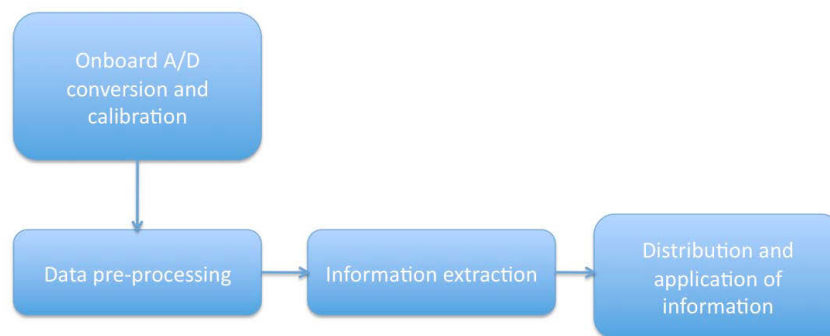 Onboard A/D
conversion and
calibration
Data pre-processing
Information extraction
Distribution and
application of
information